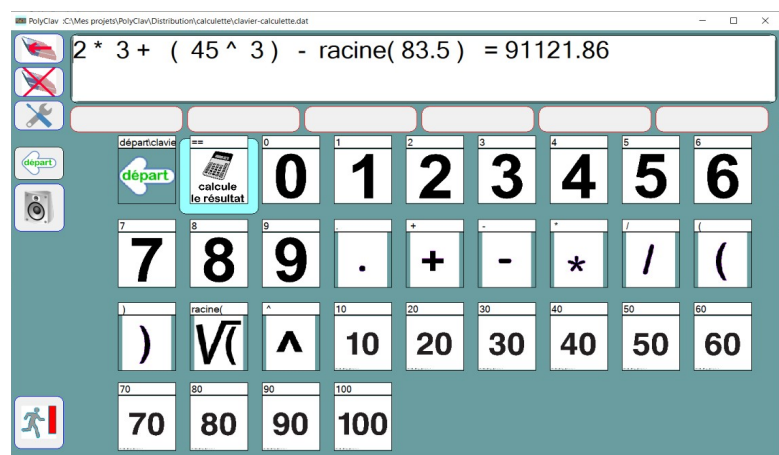 PolyClav :C:\Mes projets\PolyClav\Distribution\calculette\clavier-calculette.dat
2 * 3 + ( 45 ^ 3 ) - racine( 83.5 ) = 91121.86
départ\clavie == 0 1 2 3 4 5 6
départ calcule le résultat 0 1 2 3 4 5 6
7 8 9 . + - * / (
7 8 9 . + - * / (
) racine( ^ 10 20 30 40 50 60
) √( ^ 10 20 30 40 50 60
départ
70 80 90 100
70 80 90 100